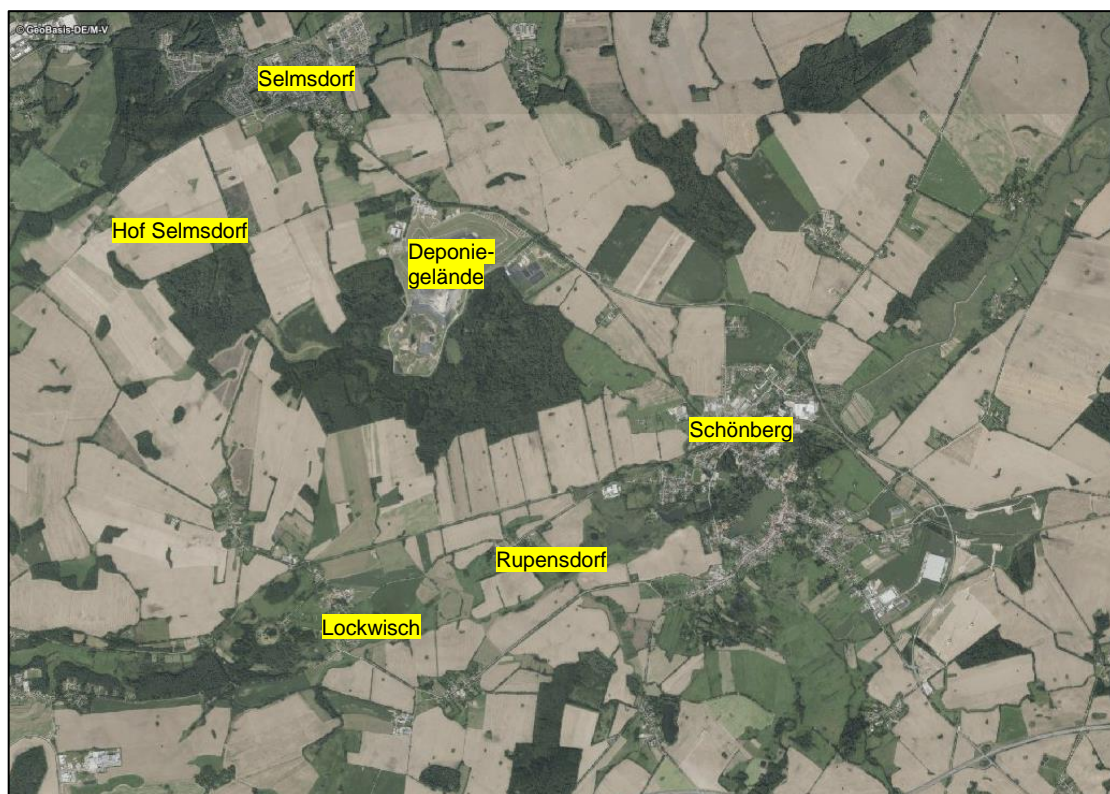 © GeoBasis-DE/M-V
Selmsdorf
Hof Selmsdorf
Deponie-
gelände
Schönberg
Rupensdorf
Lockwisch